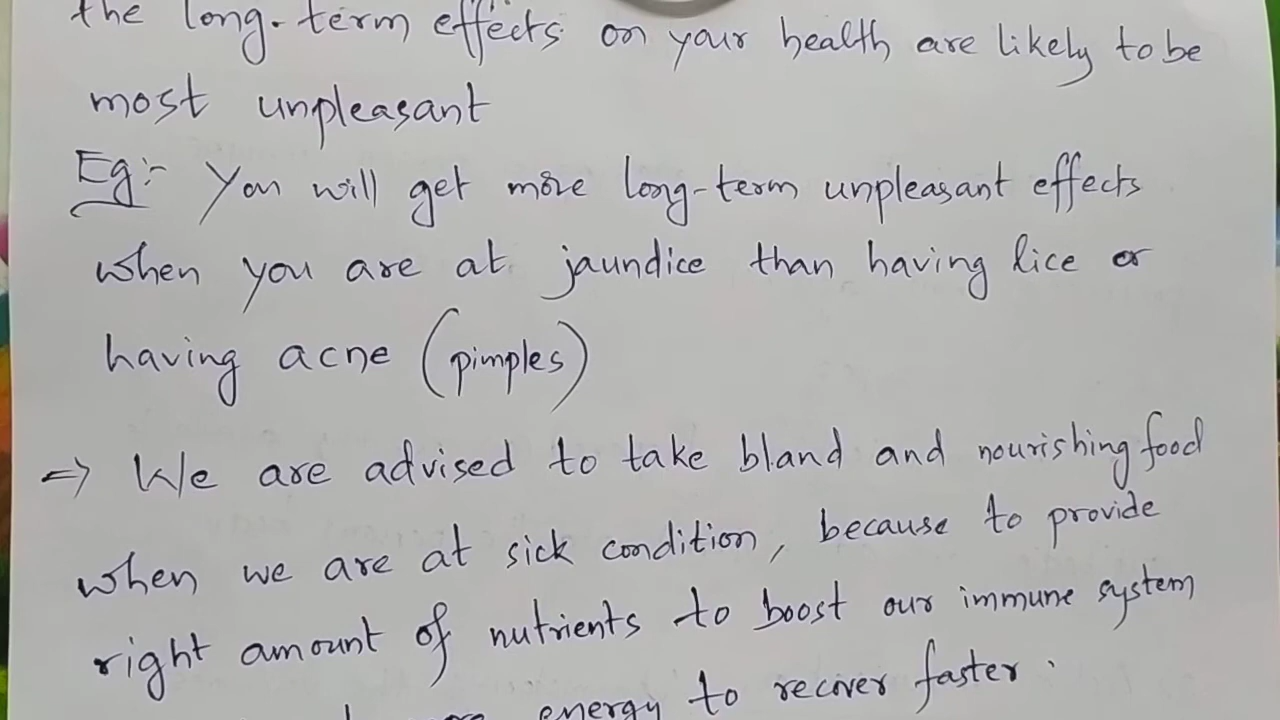 the long-term effects on your health are likely to be
most unpleasant
Eg:- You will get more long-term unpleasant effects
when you are at jaundice than having lice or
having acne (pimples)
=> We are advised to take bland and nourishing food
when we are at sick condition, because to provide
right amount of nutrients to boost our immune system
energy to recover faster.